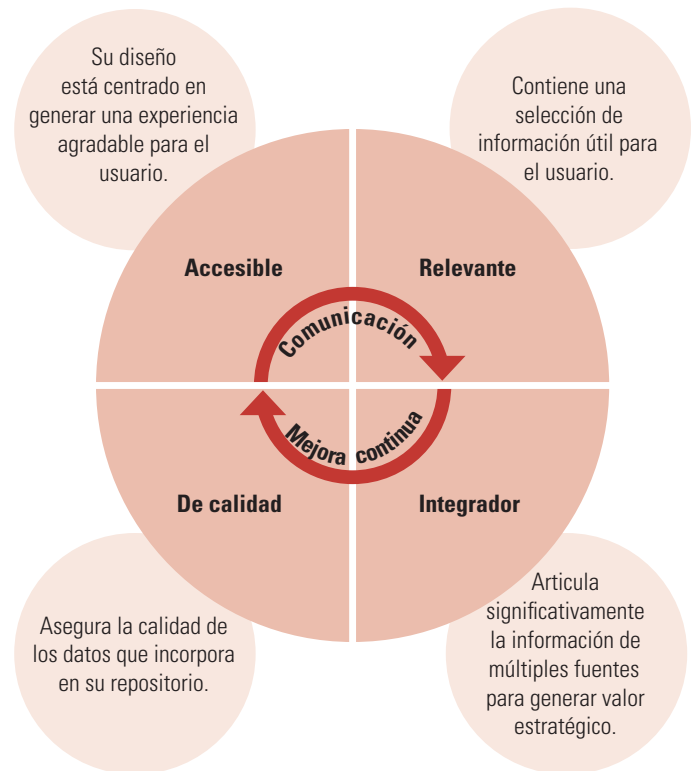 Su diseño
está centrado en
generar una experiencia
agradable para el
usuario.
Contiene una
selección de
información útil para
el usuario.
Accesible
Relevante
Comunicación
Mejora continua
De calidad
Integrador
Asegura la calidad de
los datos que incorpora
en su repositorio.
Articula
significativamente
la información de
múltiples fuentes
para generar valor
estratégico.